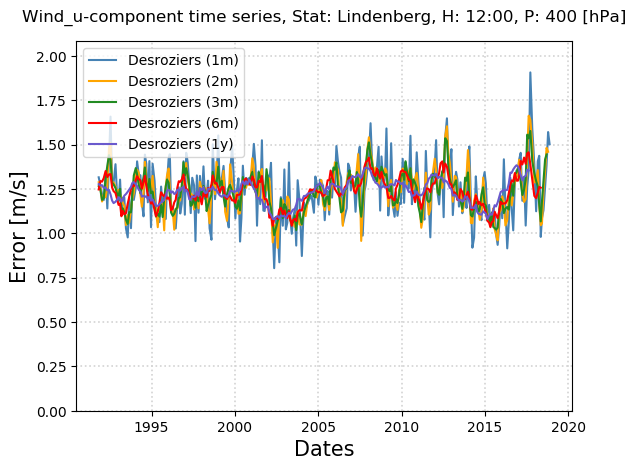 Wind_u-component time series, Stat: Lindenberg, H: 12:00, P: 400 [hPa]
Error [m/s]
2.00
1.75
1.50
1.25
1.00
0.75
0.50
0.25
0.00
Desroziers (1m)
Desroziers (2m)
Desroziers (3m)
Desroziers (6m)
Desroziers (1y)
1995
2000
2005
2010
2015
2020
Dates